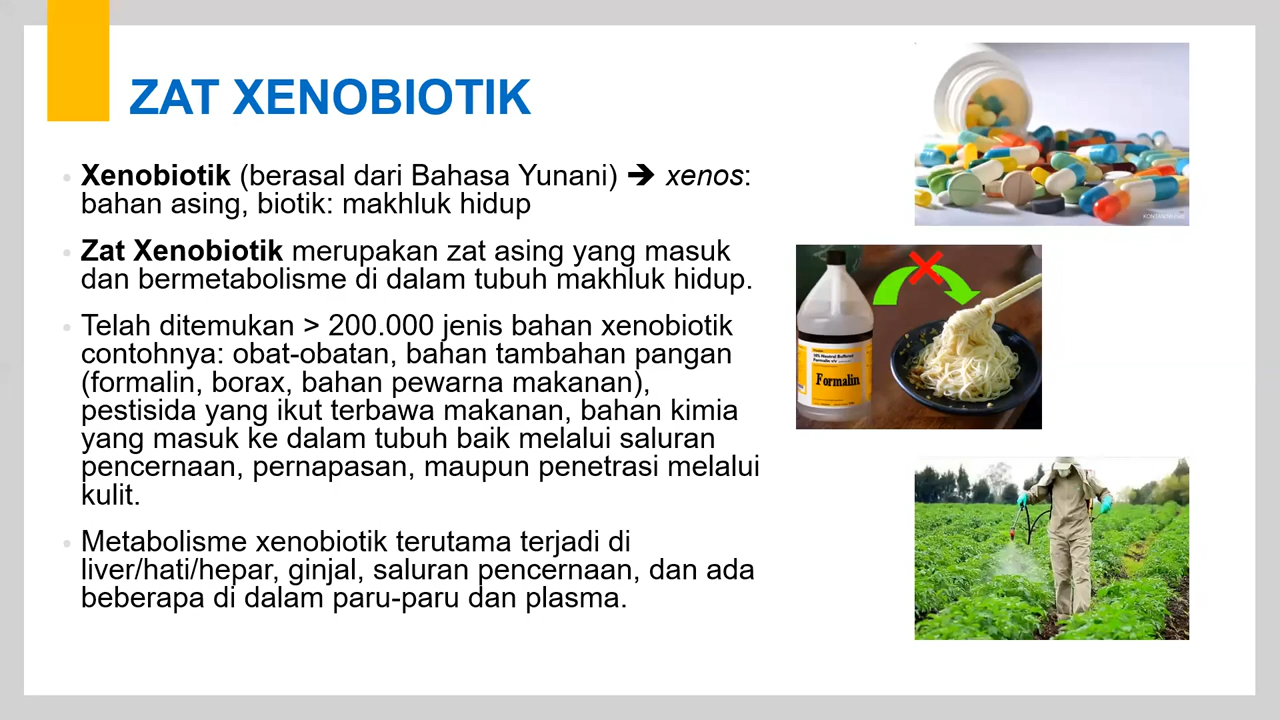 ZAT XENOBIOTIK
Xenobiotik (berasal dari Bahasa Yunani) → xenos:
bahan asing, biotik: makhluk hidup
Zat Xenobiotik merupakan zat asing yang masuk
dan bermetabolisme di dalam tubuh makhluk hidup.
Telah ditemukan > 200.000 jenis bahan xenobiotik
contohnya: obat-obatan, bahan tambahan pangan
(formalin, borax, bahan pewarna makanan),
pestisida yang ikut terbawa makanan, bahan kimia
yang masuk ke dalam tubuh baik melalui saluran
pencernaan, pernapasan, maupun penetrasi melalui
kulit.
Metabolisme xenobiotik terutama terjadi di
liver/hati/hepar, ginjal, saluran pencernaan, dan ada
beberapa di dalam paru-paru dan plasma.
10% Neutral Buffered
Formalin v/v
Formalin